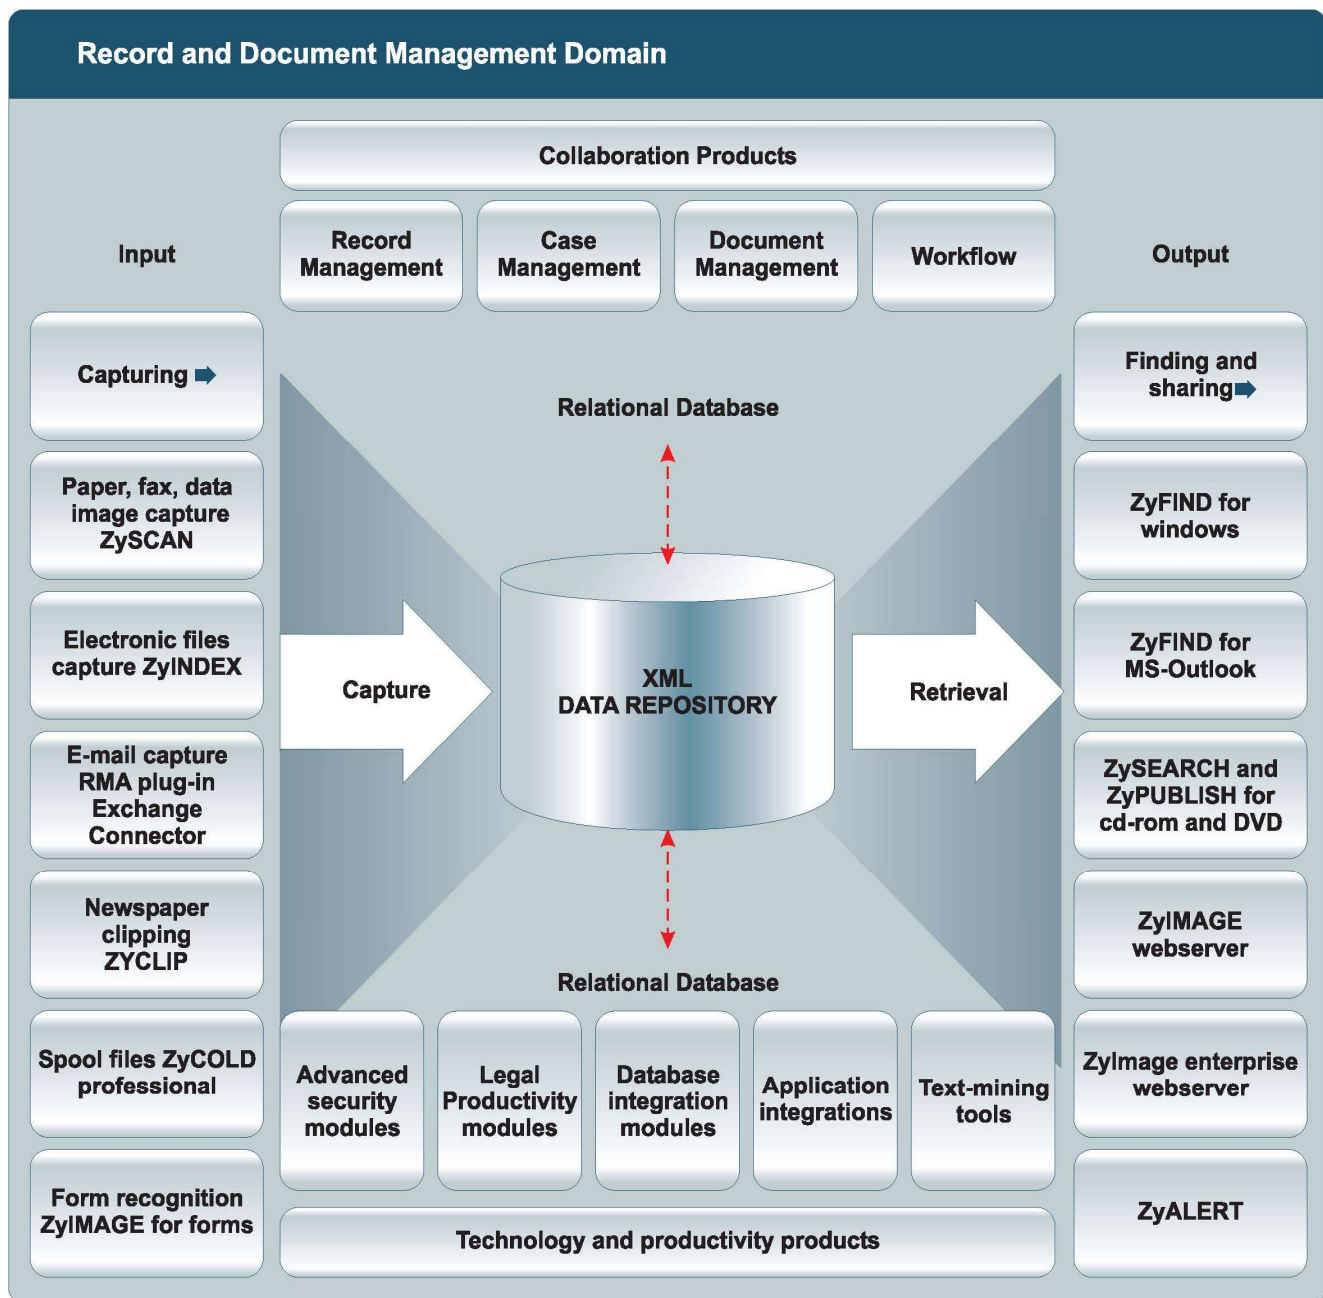 Record and Document Management Domain
Collaboration Products
Input
Record
Management
Case
Management
Document
Management
Workflow
Output
Capturing
Paper, fax, data
image capture
ZySCAN
Electronic files
capture ZyINDEX
E-mail capture
RMA plug-in
Exchange
Connector
Newspaper
clipping
ZYCLIP
Spool files ZyCOLD
professional
Form recognition
ZyIMAGE for forms
Relational Database
Capture
XML
DATA REPOSITORY
Retrieval
Relational Database
Advanced
security
modules
Legal
Productivity
modules
Database
integration
modules
Application
integrations
Text-mining
tools
Technology and productivity products
Finding and
sharing
ZyFIND for
windows
ZyFIND for
MS-Outlook
ZySEARCH and
ZyPUBLISH for
cd-rom and DVD
ZyIMAGE
webserver
ZyImage enterprise
webserver
ZyALERT